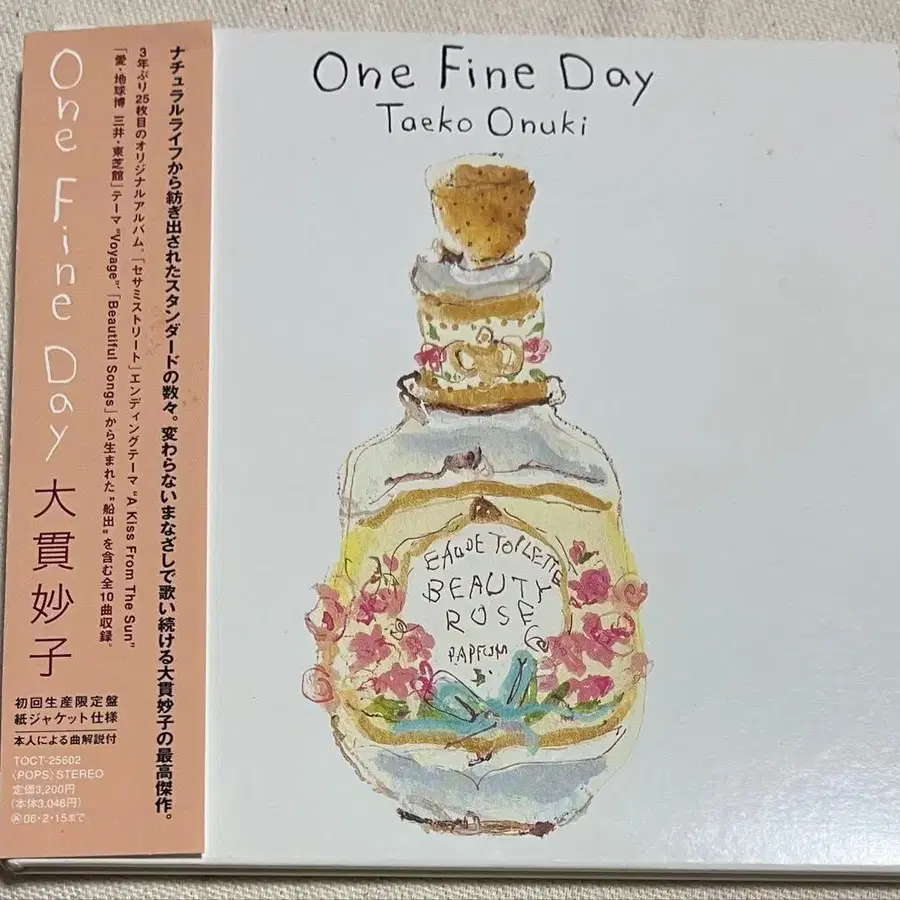 One Fine Day
大貫妙子
初回生産限定盤
紙ジャケット仕様
本人による曲解説付
TOCT-25602
〈POPS〉STEREO
定価3,200円
(本体3,048円)
06・2・15まで
ナチュラルライフから紡ぎ出されたスタンダードの数々。変わらないまなざしで歌い続ける大貫妙子の最高傑作。
3年ぶり25枚目のオリジナルアルバム。「セサミストリート」エンディングテーマ“A Kiss From The Sun”
「愛・地球博 三井・東芝館」テーマ“Voyage”、「Beautiful Songs」から生まれた“船出”を含む全10曲収録。
One Fine Day
Taeko Onuki
EAU DE TOILETTE
BEAUTY
ROSE
PAPFUM